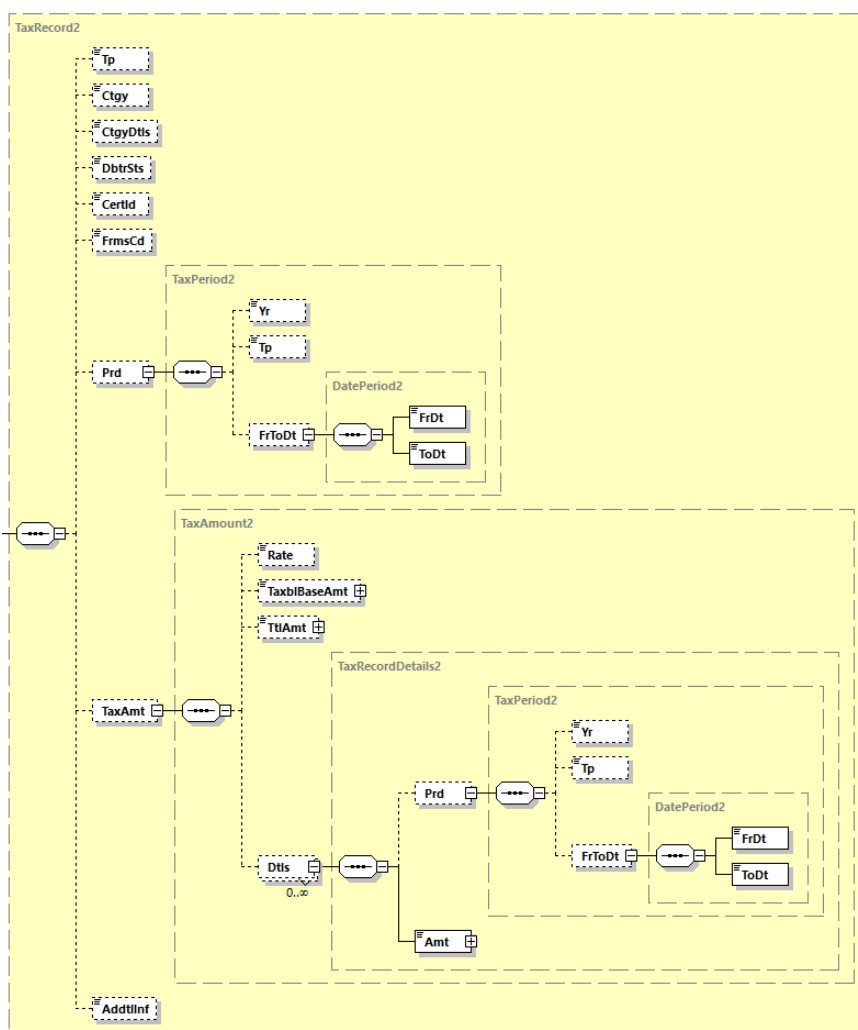 TaxRecord2
Tp
Ctgy
CtgyDtls
DbtrSts
CertId
FrmsCd
TaxPeriod2
Yr
Tp
Prd
DatePeriod2
FrDt
FrToDt
ToDt
TaxAmount2
Rate
TaxblBaseAmt
TtlAmt
TaxRecordDetails2
TaxPeriod2
Yr
TaxAmt
Tp
Prd
DatePeriod2
FrDt
FrToDt
ToDt
Dtls
0..∞
Amt
AddtlInf